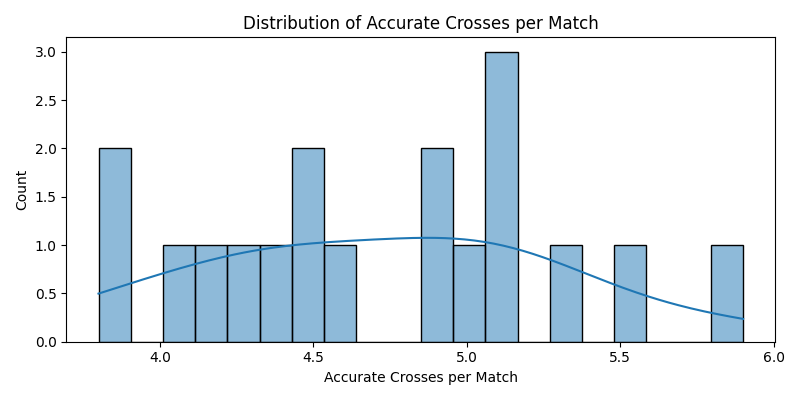 Distribution of Accurate Crosses per Match
3.0
2.5
2.0
1.5
1.0
0.5
0.0
Count
4.0 4.5 5.0 5.5 6.0
Accurate Crosses per Match